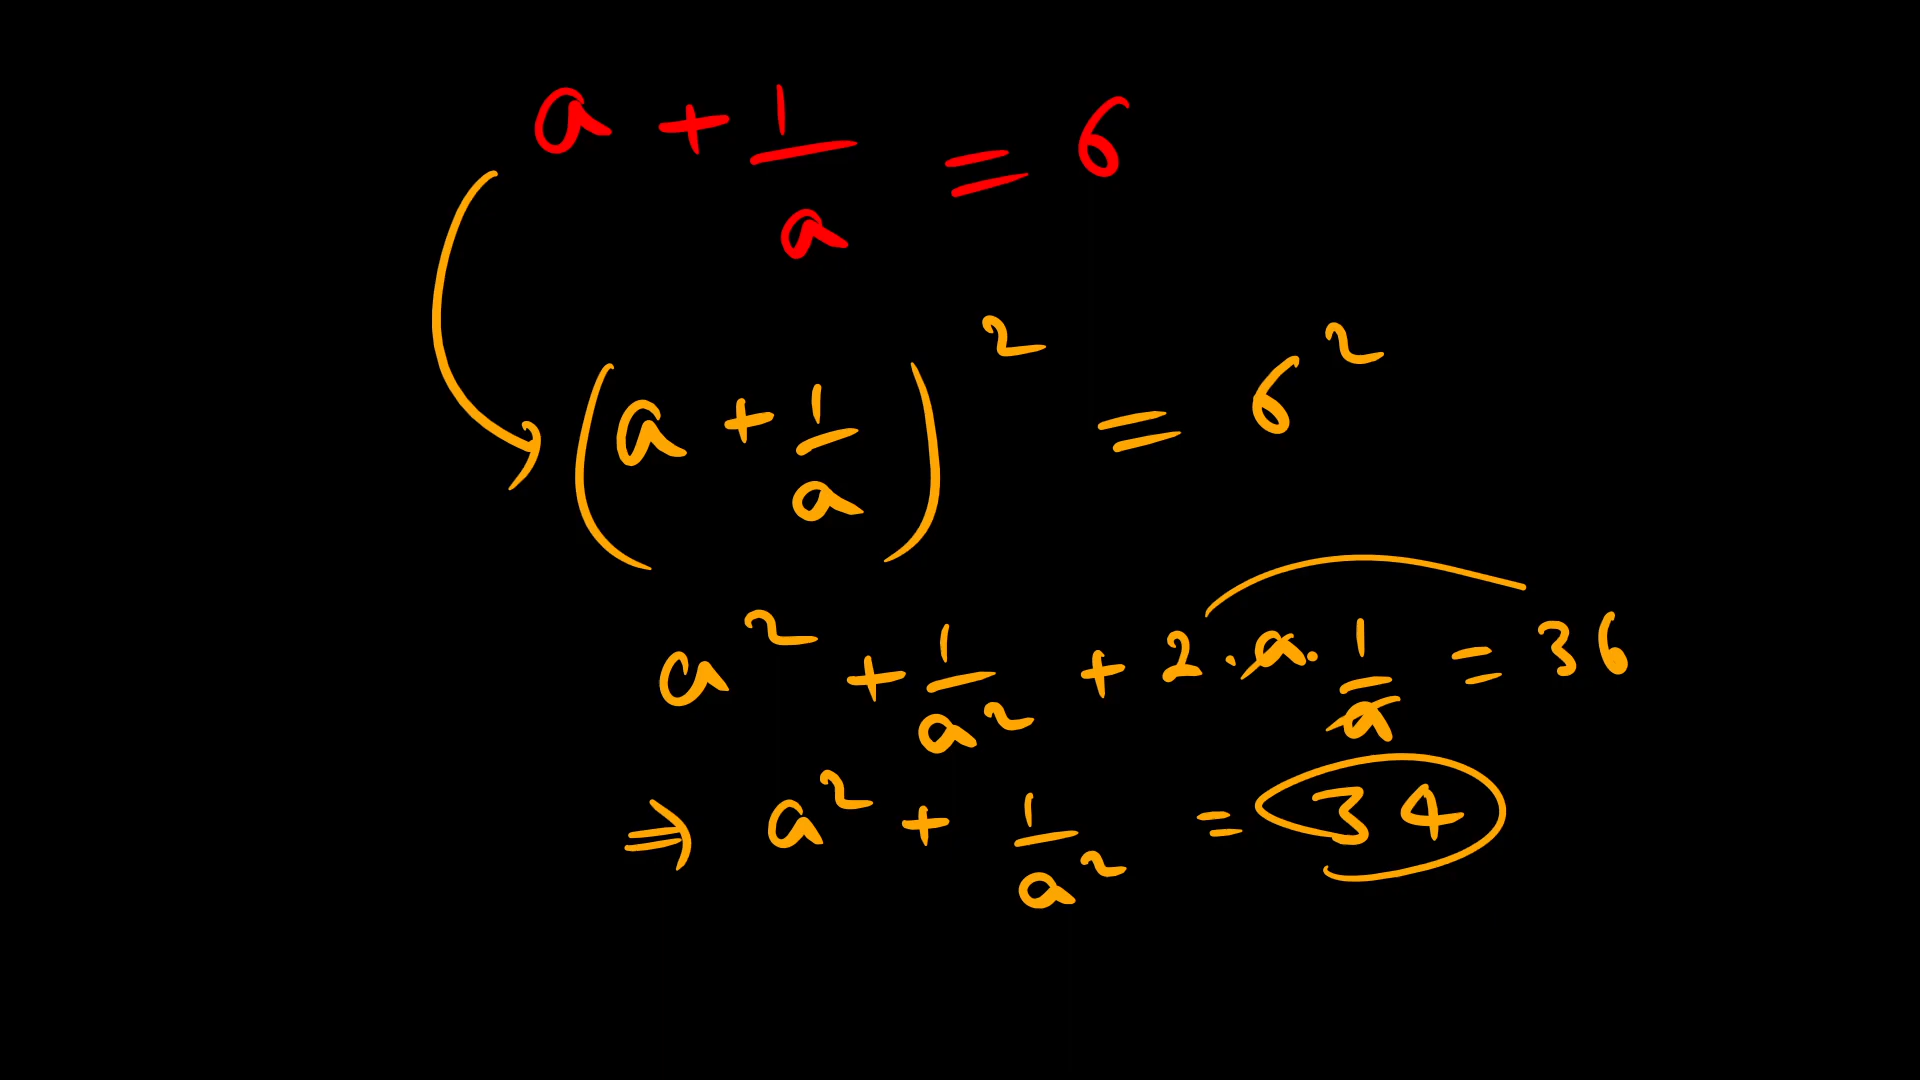 a + 1/a = 6
(a + 1/a)² = 6²
a² + 1/a² + 2 · a · 1/a = 36
⇒ a² + 1/a² = 34